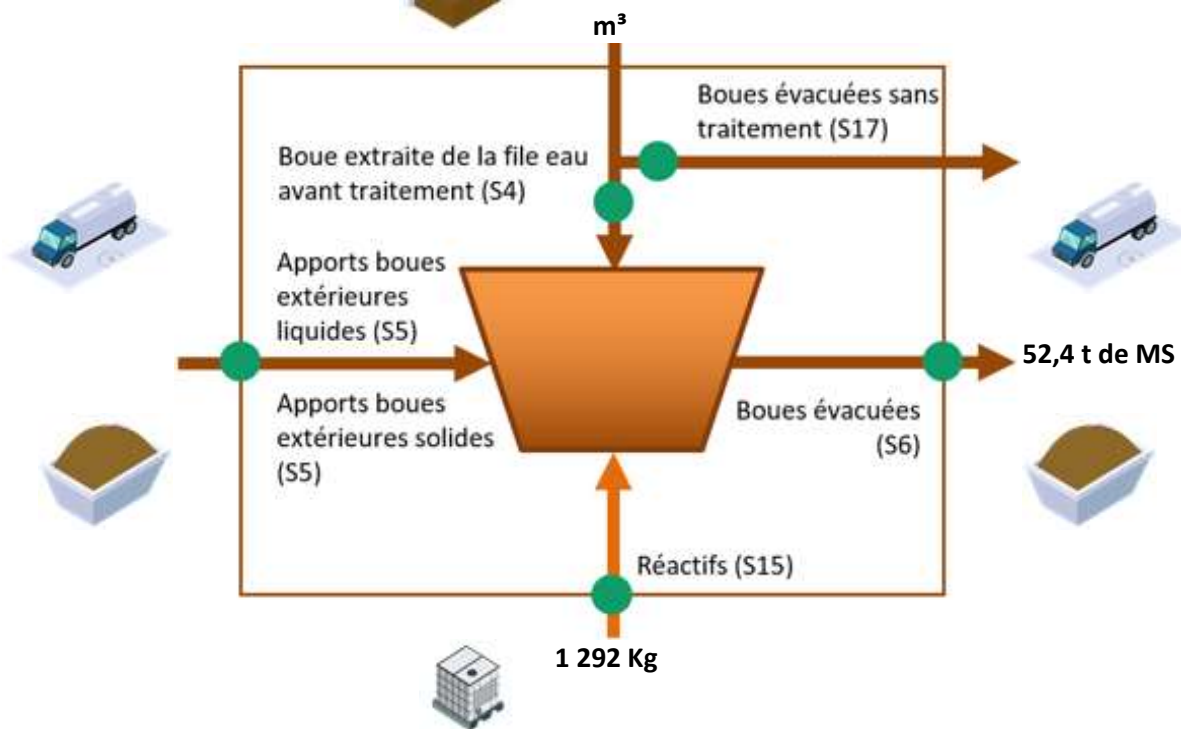 m³
Boues évacuées sans
traitement (S17)
Boue extraite de la file eau
avant traitement (S4)
Apports boues
extérieures
liquides (S5)
52,4 t de MS
Apports boues
extérieures solides
(S5)
Boues évacuées
(S6)
Réactifs (S15)
1 292 Kg